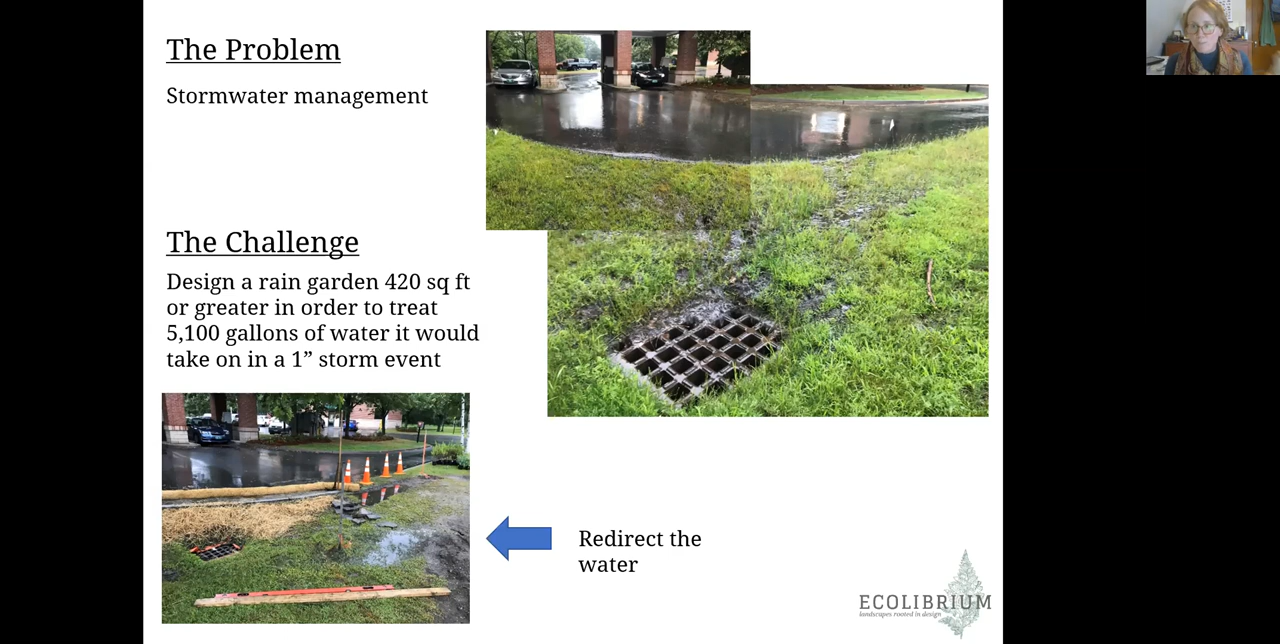 The Problem
Stormwater management
The Challenge
Design a rain garden 420 sq ft
or greater in order to treat
5,100 gallons of water it would
take on in a 1” storm event
Redirect the
water
ECOLIBRIUM
landscapes rooted in design